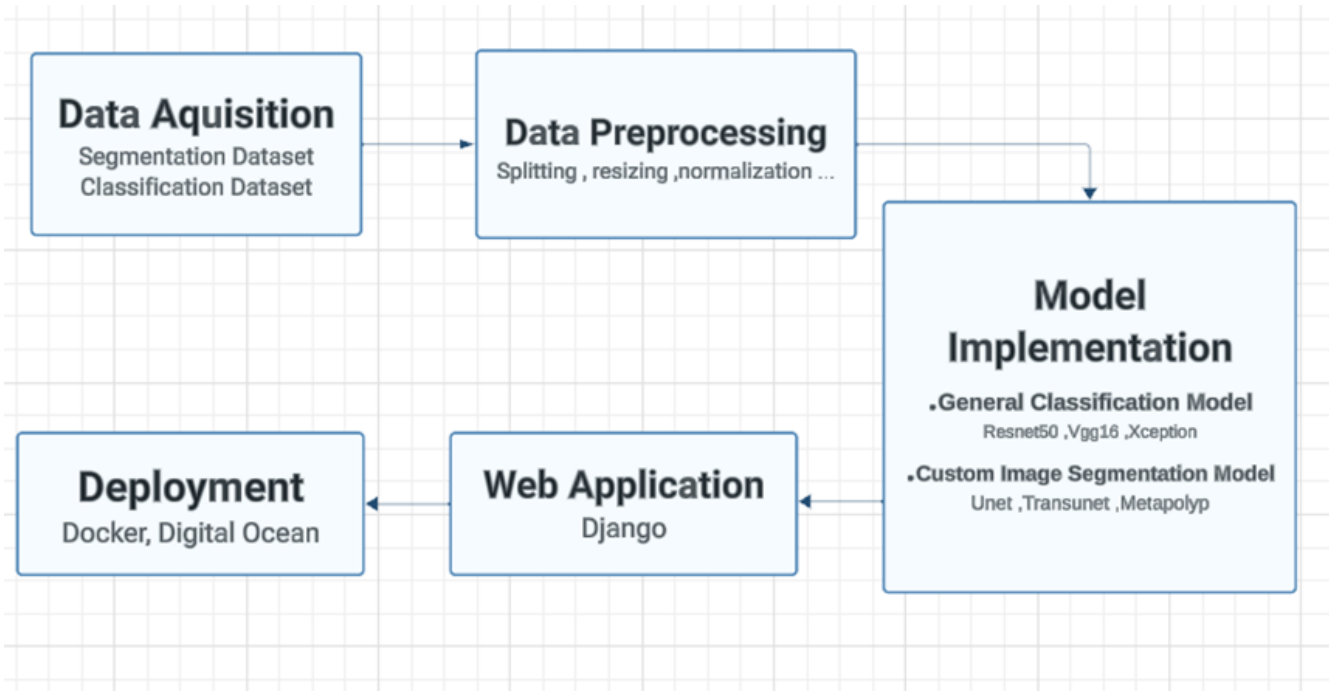 Data Aquisition
Segmentation Dataset
Classification Dataset
Data Preprocessing
Splitting , resizing ,normalization ...
Model
Implementation
.General Classification Model
Resnet50 ,Vgg16 ,Xception
.Custom Image Segmentation Model
Unet ,Transunet ,Metapolyp
Web Application
Django
Deployment
Docker, Digital Ocean